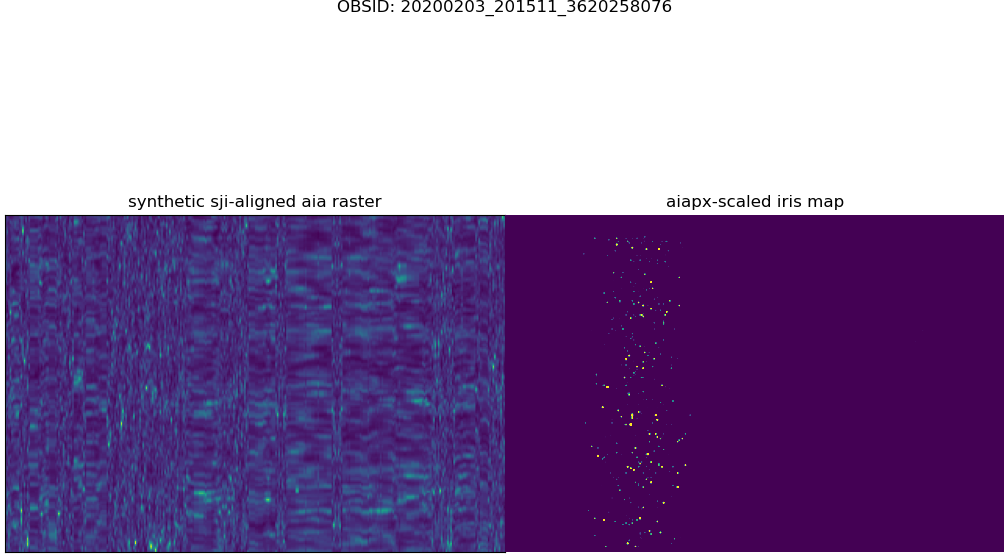 OBSID: 20200203_201511_3620258076
synthetic sji-aligned aia raster
aiapx-scaled iris map